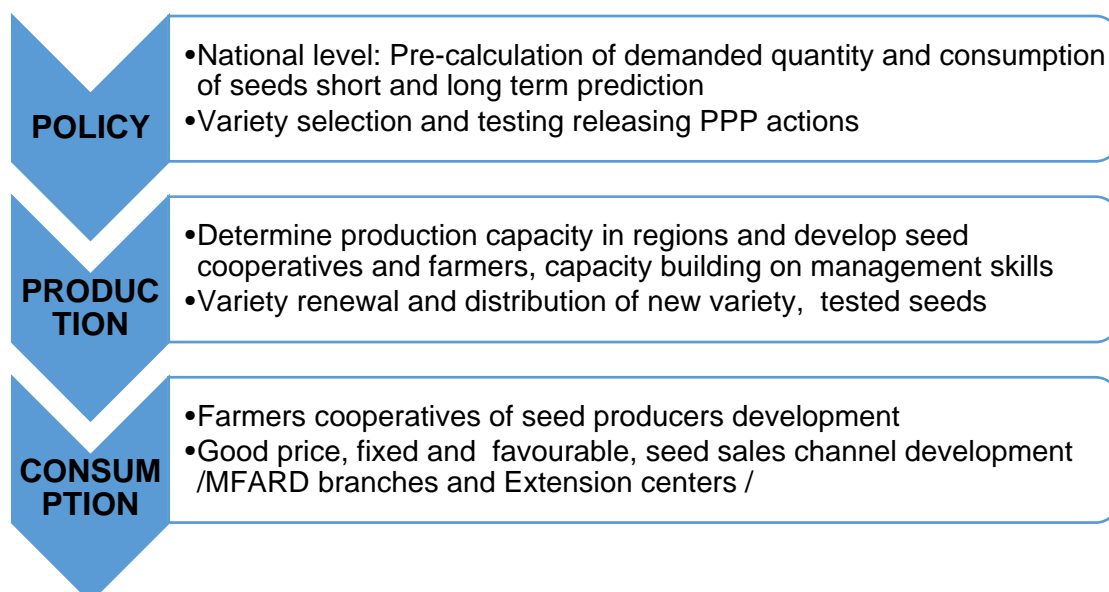 POLICY
•National level: Pre-calculation of demanded quantity and consumption
of seeds short and long term prediction
•Variety selection and testing releasing PPP actions
PRODUC
TION
•Determine production capacity in regions and develop seed
cooperatives and farmers, capacity building on management skills
•Variety renewal and distribution of new variety,  tested seeds
CONSUM
PTION
•Farmers cooperatives of seed producers development
•Good price, fixed and  favourable, seed sales channel development
/MFARD branches and Extension centers /